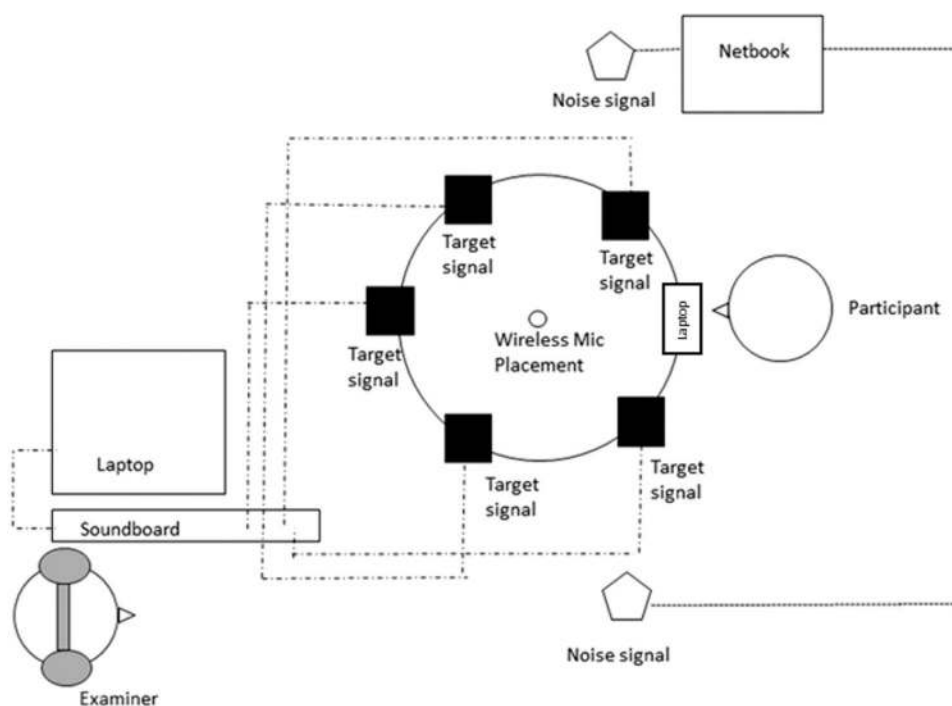 Netbook
Noise signal
Target
signal
Target
signal
Laptop
Participant
Wireless Mic
Placement
Target
signal
Laptop
Target
signal
Target
signal
Soundboard
Noise signal
Examiner